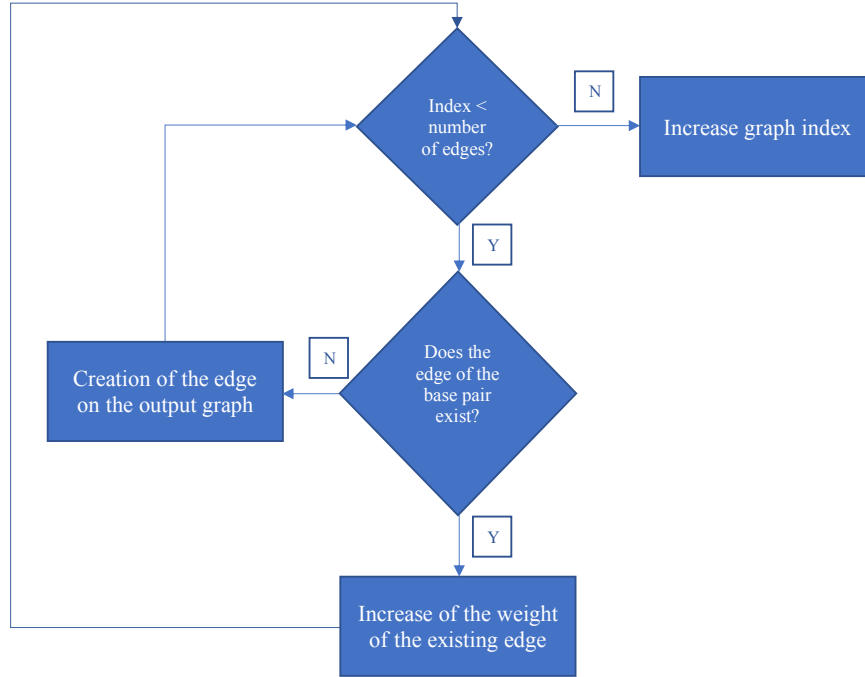 Index <
number
of edges?
N
Increase graph index
Y
Does the
edge of the
base pair
exist?
N
Creation of the edge
on the output graph
Y
Increase of the weight
of the existing edge